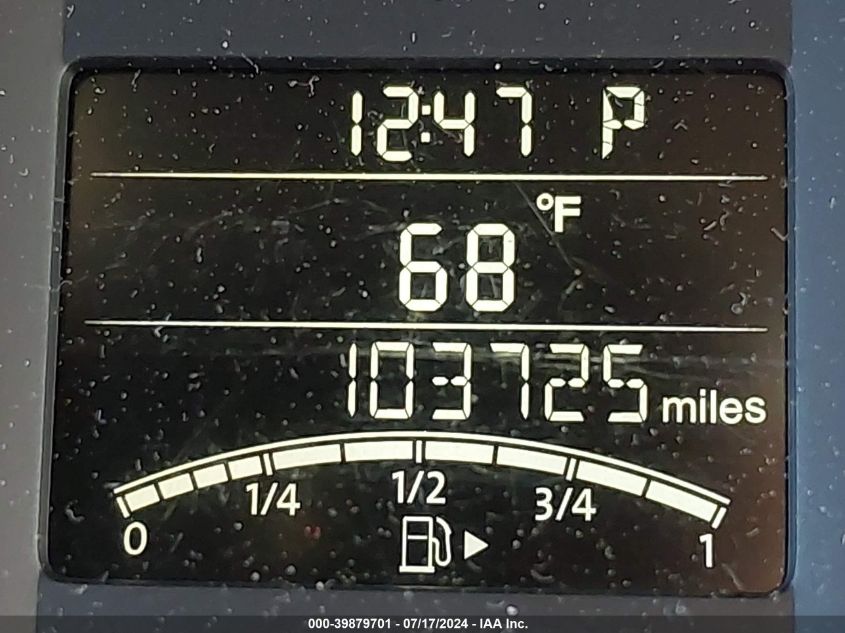 12:47 P
°F
68
103725 miles
0 1/4 1/2 3/4 1
000-39879701 - 07/17/2024 - IAA Inc.